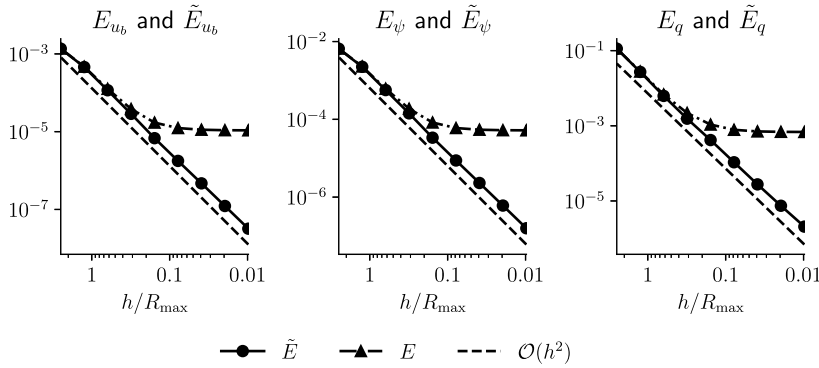 $E_{u_b}$ and $\tilde{E}_{u_b}$
$10^{-3}$
$10^{-5}$
$10^{-7}$
1 0.1 0.01
$h/R_{\max}$
$E_{\psi}$ and $\tilde{E}_{\psi}$
$10^{-2}$
$10^{-4}$
$10^{-6}$
1 0.1 0.01
$h/R_{\max}$
$E_q$ and $\tilde{E}_q$
$10^{-1}$
$10^{-3}$
$10^{-5}$
1 0.1 0.01
$h/R_{\max}$
$\tilde{E}$ $E$ $\mathcal{O}(h^2)$